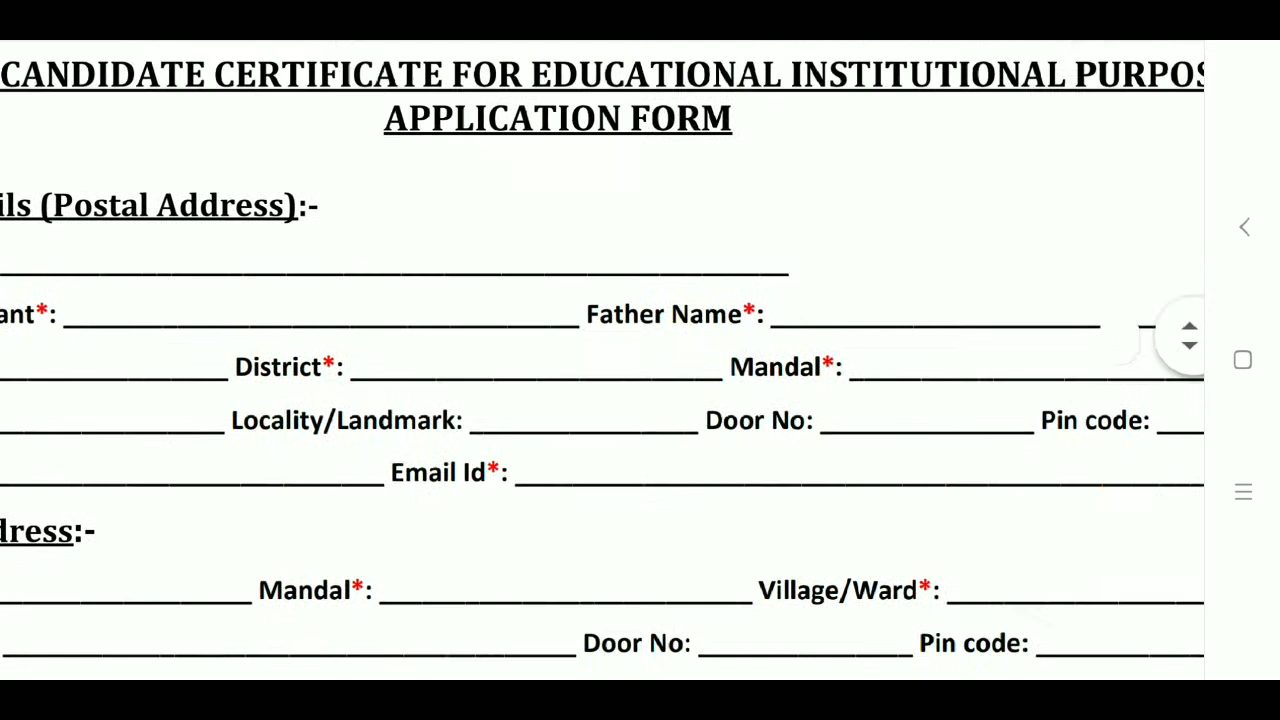 CANDIDATE CERTIFICATE FOR EDUCATIONAL INSTITUTIONAL PURPOS
APPLICATION FORM
ils (Postal Address):-
ant*: Father Name*:
District*: Mandal*:
Locality/Landmark: Door No: Pin code:
Email Id*:
dress:-
Mandal*: Village/Ward*:
Door No: Pin code: